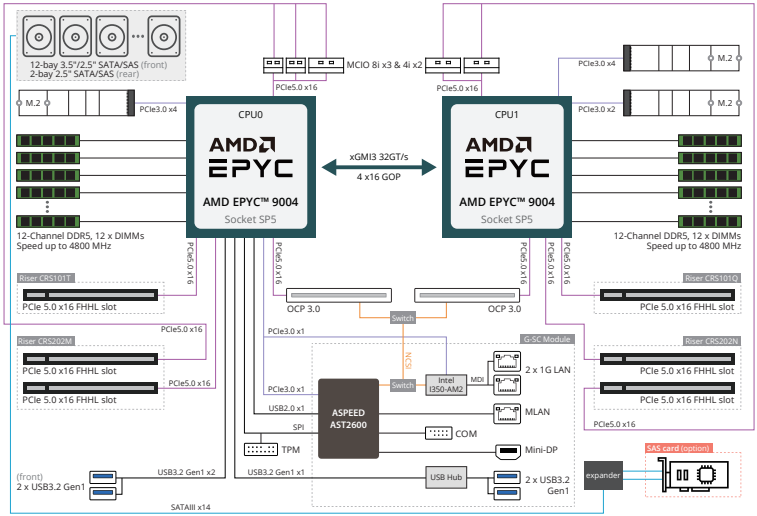 12-bay 3.5"/2.5" SATA/SAS (front)
2-bay 2.5" SATA/SAS (rear)
MCIO 8i x3 & 4i x2
PCIe5.0 x16
PCIe5.0 x16
PCIe3.0 x4
M.2
M.2
PCIe3.0 x4
PCIe3.0 x2
M.2
CPU0
AMD
EPYC
AMD EPYC™ 9004
Socket SP5
xGMI3 32GT/s
4 x16 GOP
CPU1
AMD
EPYC
AMD EPYC™ 9004
Socket SP5
12-Channel DDR5, 12 x DIMMs
Speed up to 4800 MHz
12-Channel DDR5, 12 x DIMMs
Speed up to 4800 MHz
PCIe5.0 x16
PCIe5.0 x16
PCIe5.0 x16
PCIe5.0 x16
PCIe5.0 x16
Riser CRS101T
PCIe 5.0 x16 FHHL slot
OCP 3.0
OCP 3.0
Riser CRS101Q
PCIe 5.0 x16 FHHL slot
Switch
PCIe5.0 x16
PCIe3.0 x1
G-SC Module
Riser CRS202M
PCIe 5.0 x16 FHHL slot
PCIe5.0 x16
PCIe 5.0 x16 FHHL slot
Riser CRS202N
PCIe 5.0 x16 FHHL slot
PCIe 5.0 x16 FHHL slot
PCIe5.0 x16
NCSI
Switch
Intel
I350-AM2
MDI
2 x 1G LAN
PCIe3.0 x1
USB2.0 x1
SPI
ASPEED
AST2600
MLAN
COM
TPM
Mini-DP
(front)
2 x USB3.2 Gen1
USB3.2 Gen1 x2
USB3.2 Gen1 x1
USB Hub
2 x USB3.2
Gen1
SAS card (option)
expander
SATAIII x14